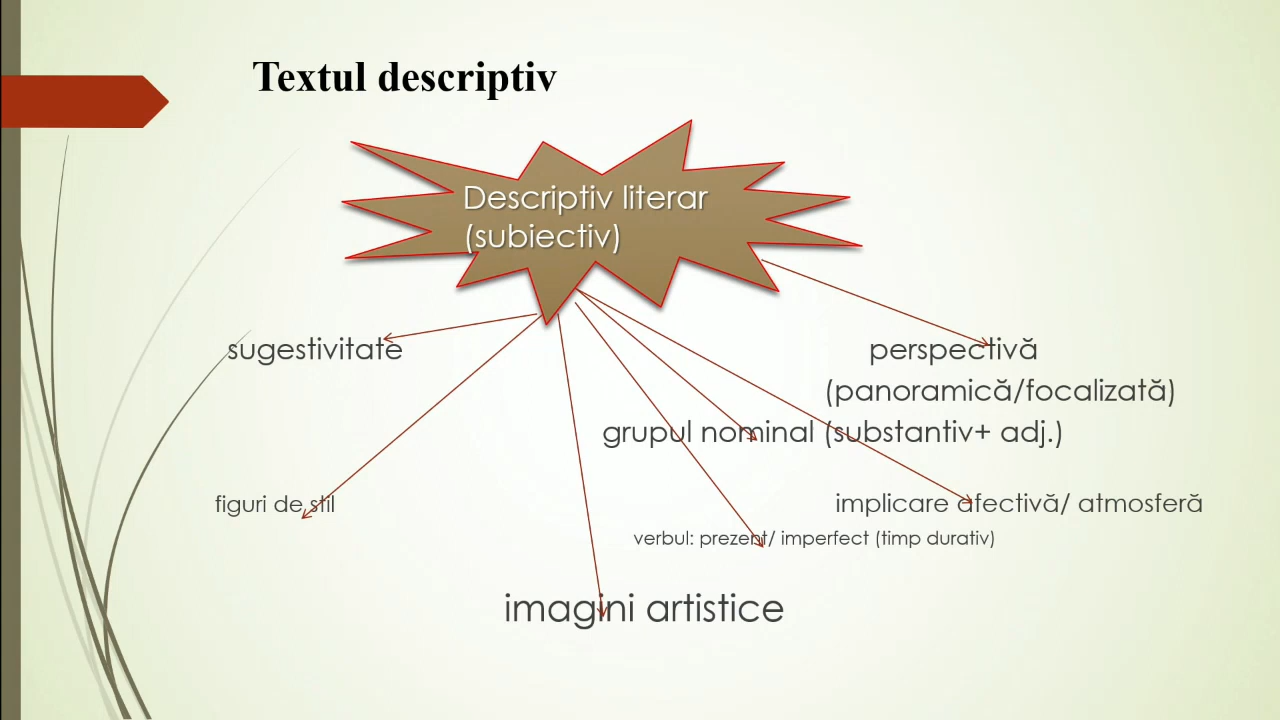 Textul descriptiv
Descriptiv literar
(subiectiv)
sugestivitate
perspectivă
(panoramică/focalizată)
grupul nominal (substantiv+ adj.)
figuri de stil
implicare afectivă/ atmosferă
verbul: prezent/ imperfect (timp durativ)
imagini artistice